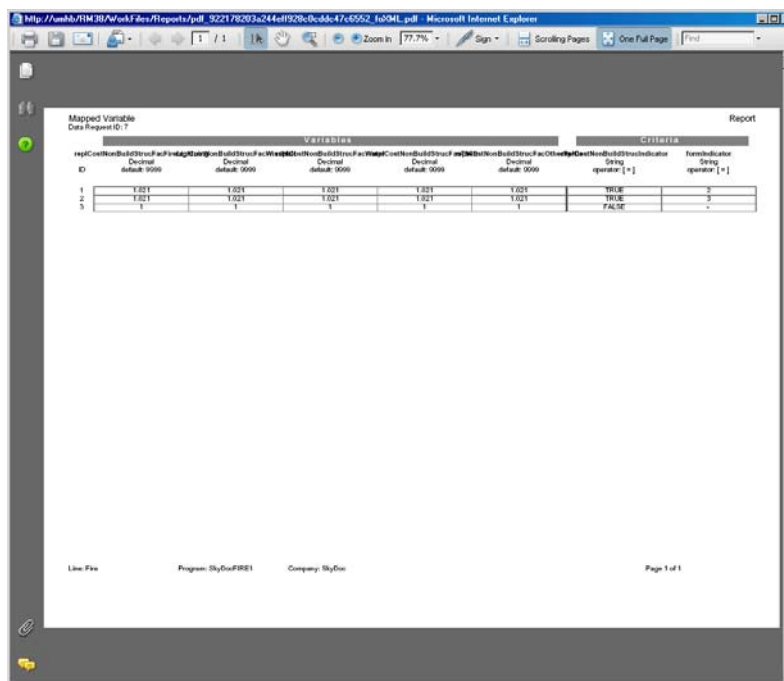 http://umhb/RM38/WorkFiles/Reports/pdf_922178203a244eff928c0cddc47c6552_foXML.pdf - Microsoft Internet Explorer
1 / 1 Zoom in 77.7% Sign Scrolling Pages One Full Page Find
Mapped Variable Report
Data Request ID: 7
Variables Criteria
formIndicator
Decimal Decimal Decimal Decimal Decimal String String
ID default: 9999 default: 9999 default: 9999 default: 9999 default: 9999 operator: [ = ] operator: [ = ]
1 1.021 1.021 1.021 1.021 1.021 TRUE 2
2 1.021 1.021 1.021 1.021 1.021 TRUE 3
3 1 1 1 1 1 FALSE -
Line: Fire Program: SkyDocFIRE1 Company: SkyDoc Page 1 of 1